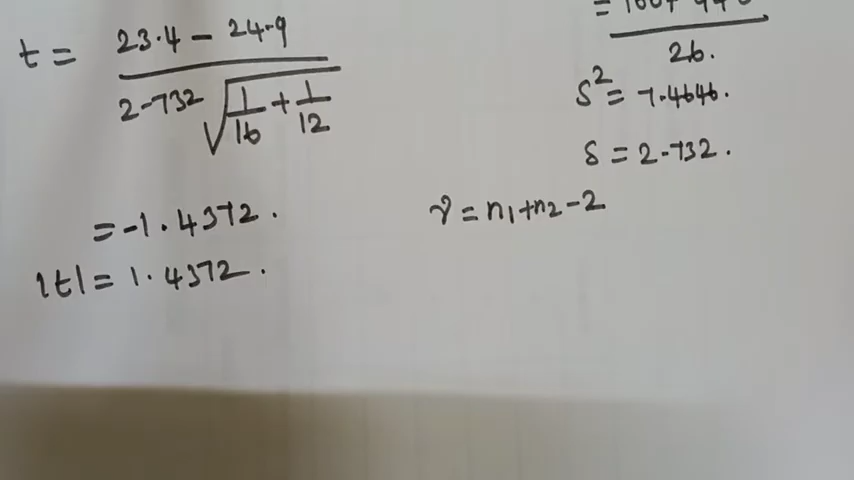 t = (23.4 - 24.9) / (2.732 √(1/16 + 1/12))
= -1.4372.
|t| = 1.4372.
26.
S² = 7.4646.
S = 2.732.
γ = n₁+n₂-2